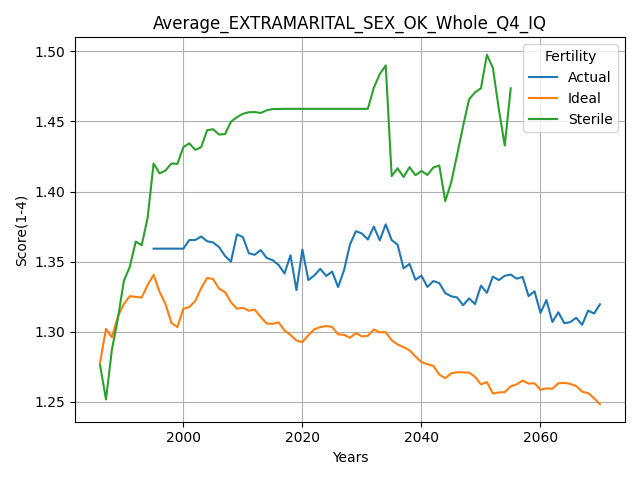 Average_EXTRAMARITAL_SEX_OK_Whole_Q4_IQ
Fertility
Actual
Ideal
Sterile
Score(1-4)
1.50
1.45
1.40
1.35
1.30
1.25
2000 2020 2040 2060
Years